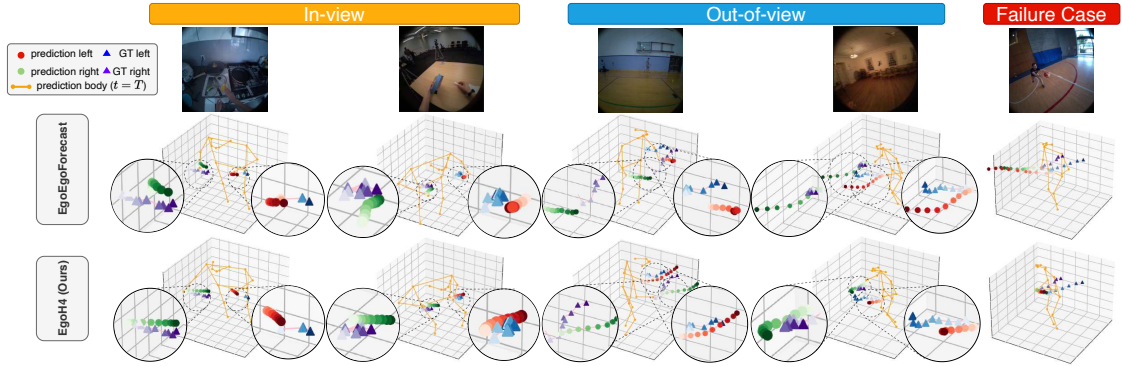 In-view
Out-of-view
Failure Case
prediction left
GT left
prediction right
GT right
prediction body (t = T)
EgoEgoForecast
EgoH4 (Ours)